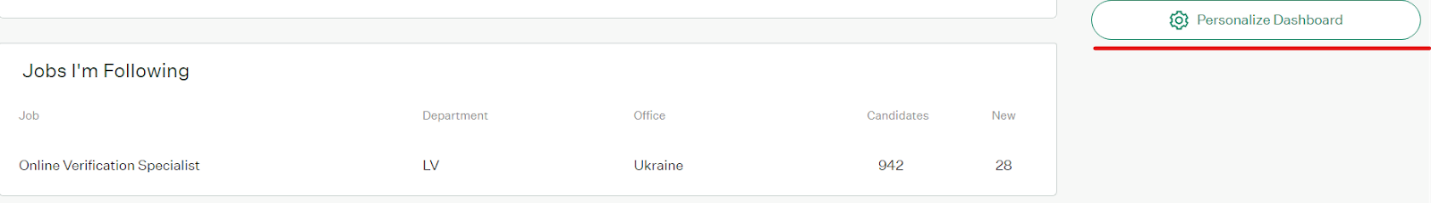 Personalize Dashboard
Jobs I'm Following
Job Department Office Candidates New
Online Verification Specialist LV Ukraine 942 28